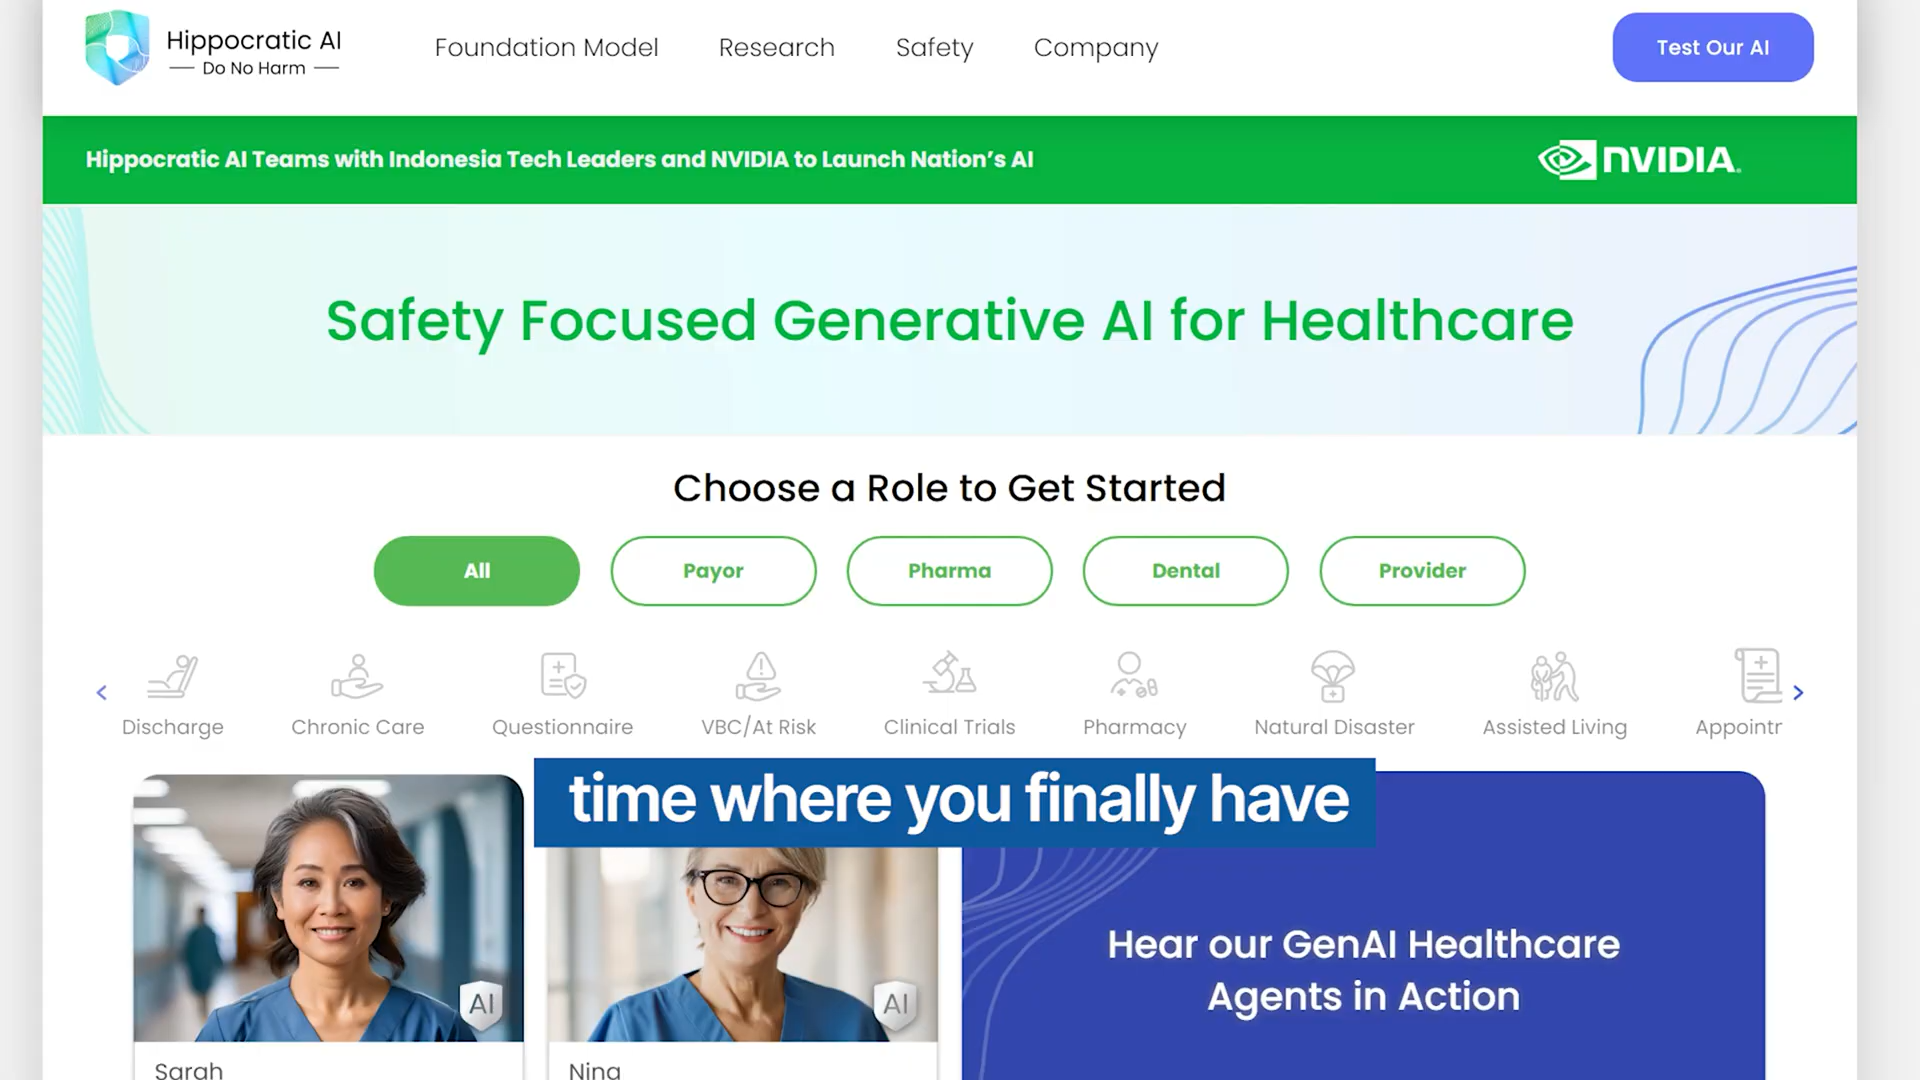 Hippocratic AI
Do No Harm
Foundation Model
Research
Safety
Company
Test Our AI
Hippocratic AI Teams with Indonesia Tech Leaders and NVIDIA to Launch Nation's AI
NVIDIA.
Safety Focused Generative AI for Healthcare
Choose a Role to Get Started
All
Payor
Pharma
Dental
Provider
<
Discharge
Chronic Care
Questionnaire
VBC/At Risk
Clinical Trials
Pharmacy
Natural Disaster
Assisted Living
Appointr
>
time where you finally have
AI
AI
Hear our GenAI Healthcare
Agents in Action
Sarah
Nina